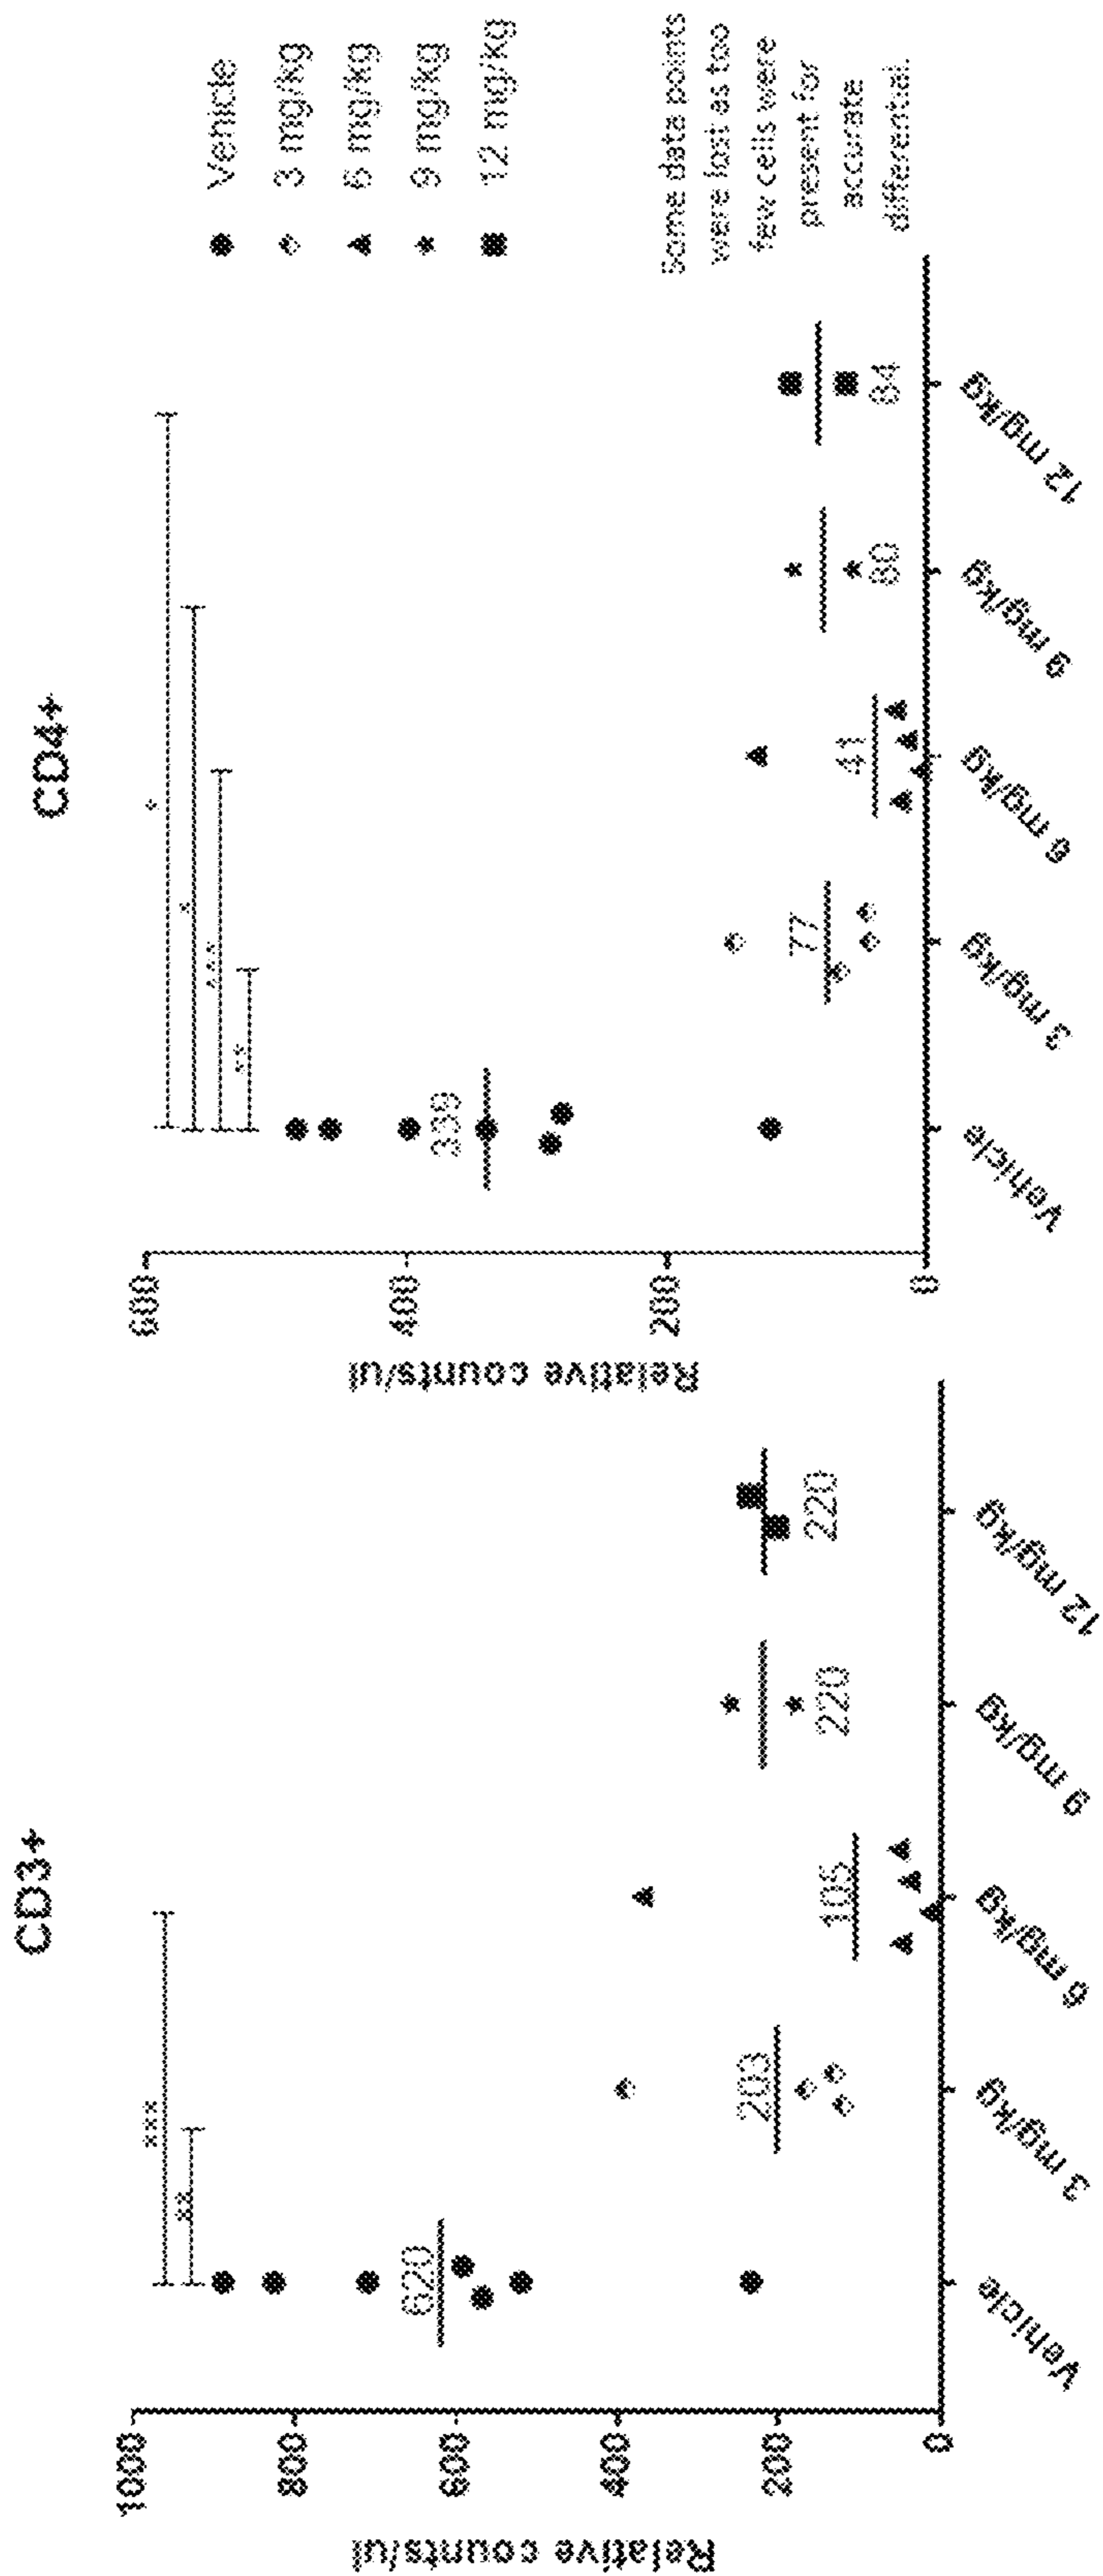 CD3+
Relative counts/ul
1000
800
600
400
200
0
***
**
620
203
105
220
220
Vehicle
3 mg/kg
6 mg/kg
9 mg/kg
12 mg/kg
CD4+
Relative counts/ul
600
400
200
0
*
*
***
**
339
77
41
80
84
Vehicle
3 mg/kg
6 mg/kg
9 mg/kg
12 mg/kg
Vehicle
3 mg/kg
6 mg/kg
9 mg/kg
12 mg/kg
Some data points
were lost as too
few cells were
present for
accurate
differential.